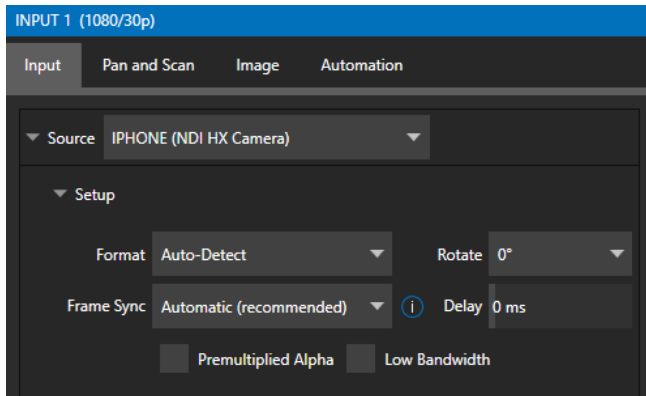 INPUT 1 (1080/30p)
Input Pan and Scan Image Automation
Source IPHONE (NDI HX Camera)
Setup
Format Auto-Detect Rotate 0°
Frame Sync Automatic (recommended) i Delay 0 ms
Premultiplied Alpha Low Bandwidth